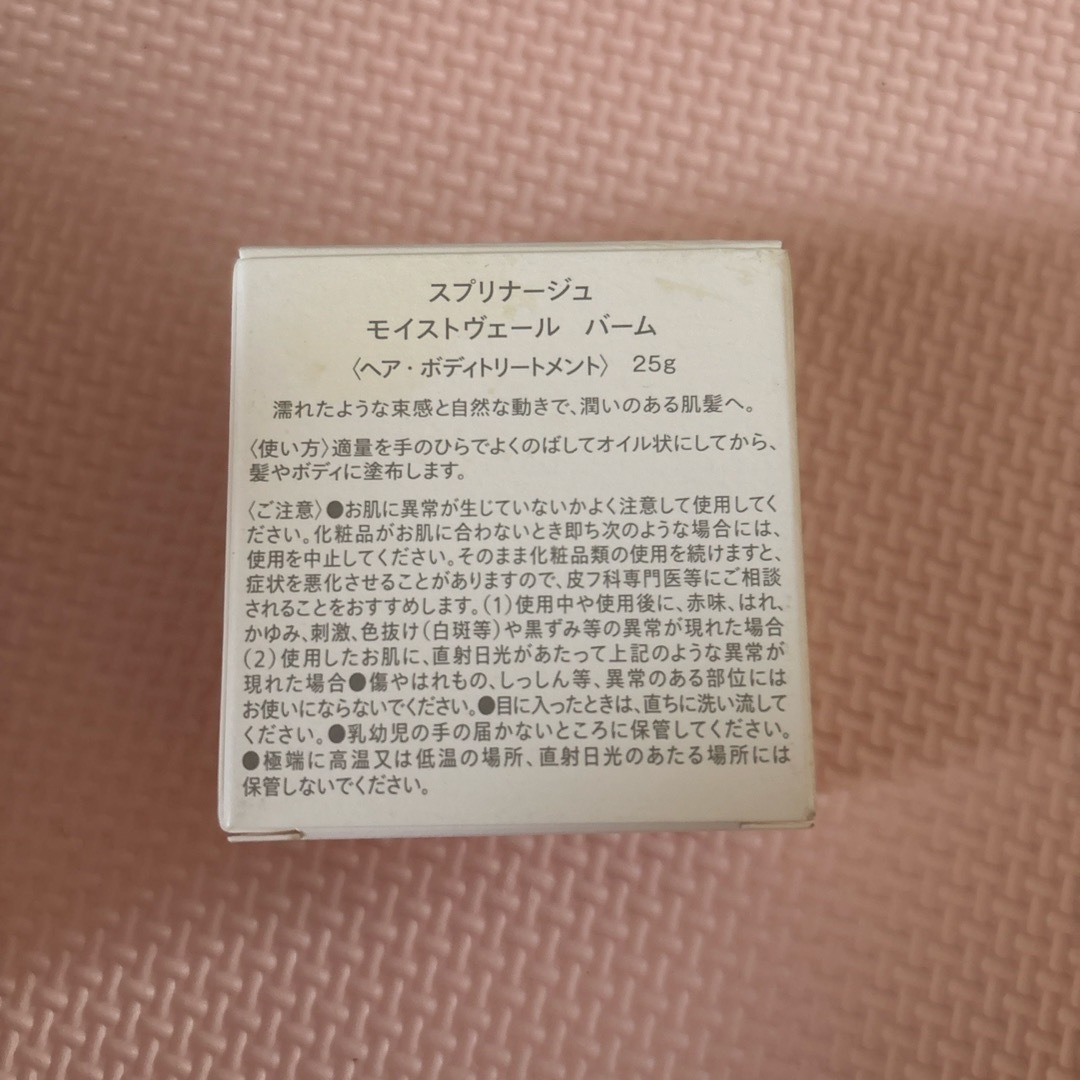 スプリナージュ
モイストヴェール　バーム
〈ヘア・ボディトリートメント〉　25g
濡れたような束感と自然な動きで、潤いのある肌髪へ。
〈使い方〉適量を手のひらでよくのばしてオイル状にしてから、
髪やボディに塗布します。
〈ご注意〉●お肌に異常が生じていないかよく注意して使用してく
ださい。化粧品がお肌に合わないとき即ち次のような場合には、
使用を中止してください。そのまま化粧品類の使用を続けますと、
症状を悪化させることがありますので、皮フ科専門医等にご相談
されることをおすすめします。（1）使用中や使用後に、赤味、はれ、
かゆみ、刺激、色抜け（白斑等）や黒ずみ等の異常が現れた場合
（2）使用したお肌に、直射日光があたって上記のような異常が
現れた場合●傷やはれもの、しっしん等、異常のある部位には
お使いにならないでください。●目に入ったときは、直ちに洗い流して
ください。●乳幼児の手の届かないところに保管してください。
●極端に高温又は低温の場所、直射日光のあたる場所には
保管しないでください。